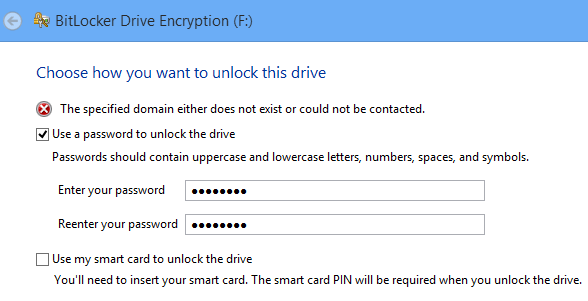 BitLocker Drive Encryption (F:)
Choose how you want to unlock this drive
The specified domain either does not exist or could not be contacted.
Use a password to unlock the drive
Passwords should contain uppercase and lowercase letters, numbers, spaces, and symbols.
Enter your password ●●●●●●●●
Reenter your password ●●●●●●●●
Use my smart card to unlock the drive
You'll need to insert your smart card. The smart card PIN will be required when you unlock the drive.